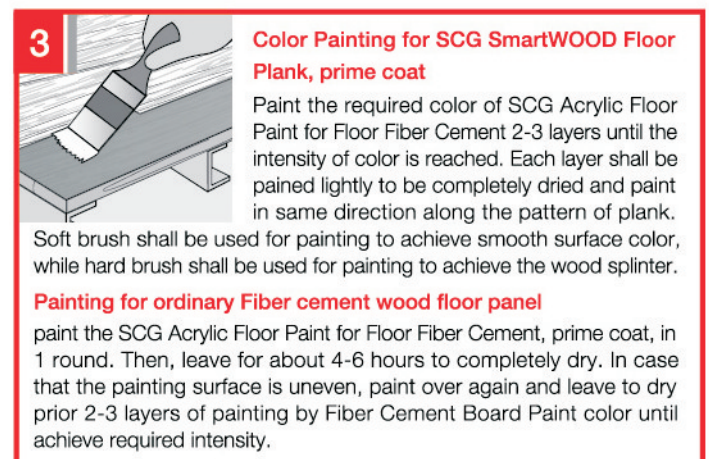 3
Color Painting for SCG SmartWOOD Floor
Plank, prime coat
Paint the required color of SCG Acrylic Floor
Paint for Floor Fiber Cement 2-3 layers until the
intensity of color is reached. Each layer shall be
pained lightly to be completely dried and paint
in same direction along the pattern of plank.
Soft brush shall be used for painting to achieve smooth surface color,
while hard brush shall be used for painting to achieve the wood splinter.
Painting for ordinary Fiber cement wood floor panel
paint the SCG Acrylic Floor Paint for Floor Fiber Cement, prime coat, in
1 round. Then, leave for about 4-6 hours to completely dry. In case
that the painting surface is uneven, paint over again and leave to dry
prior 2-3 layers of painting by Fiber Cement Board Paint color until
achieve required intensity.